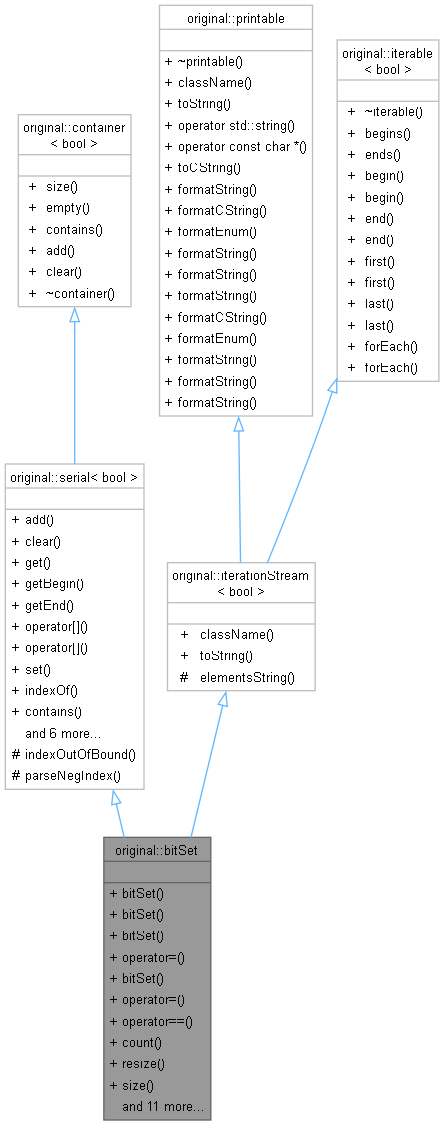 original::printable
+ ~printable()
+ className()
+ toString()
+ operator std::string()
+ operator const char *()
+ toCString()
+ formatString()
+ formatCString()
+ formatEnum()
+ formatString()
+ formatString()
+ formatString()
+ formatCString()
+ formatEnum()
+ formatString()
+ formatString()
+ formatString()
original::iterable
< bool >
+ ~iterable()
+ begins()
+ ends()
+ begin()
+ begin()
+ end()
+ end()
+ first()
+ first()
+ last()
+ last()
+ forEach()
+ forEach()
original::container
< bool >
+ size()
+ empty()
+ contains()
+ add()
+ clear()
+ ~container()
original::serial< bool >
+ add()
+ clear()
+ get()
+ getBegin()
+ getEnd()
+ operator[]()
+ operator[]()
+ set()
+ indexOf()
+ contains()
and 6 more...
# indexOutOfBound()
# parseNegIndex()
original::iterationStream
< bool >
+ className()
+ toString()
# elementsString()
original::bitSet
+ bitSet()
+ bitSet()
+ bitSet()
+ operator=()
+ bitSet()
+ operator=()
+ operator==()
+ count()
+ resize()
+ size()
and 11 more...